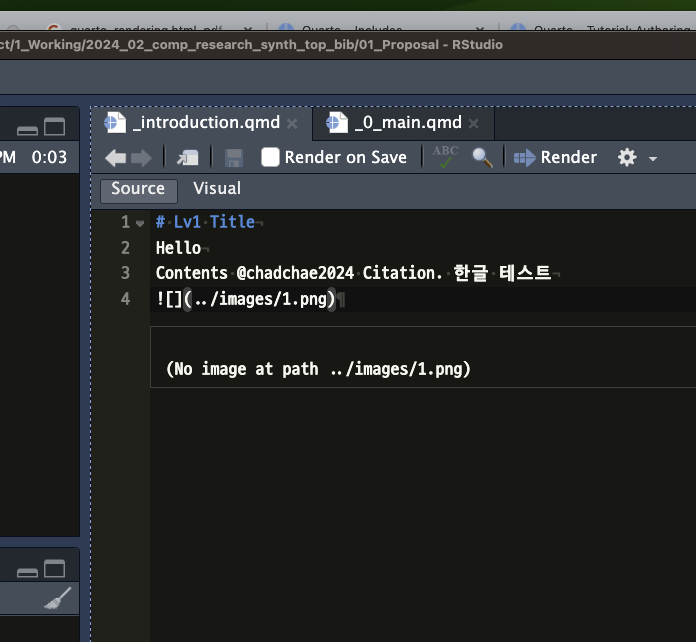 ct/1_Working/2024_02_comp_research_synth_top_bib/01_Proposal - RStudio
_introduction.qmd
_0_main.qmd
PM 0:03
Render on Save
ABC
Render
Source
Visual
1 # Lv1 Title
2 Hello
3 Contents @chadchae2024 Citation. 한글 테스트
4 ![](../images/1.png)
(No image at path ../images/1.png)